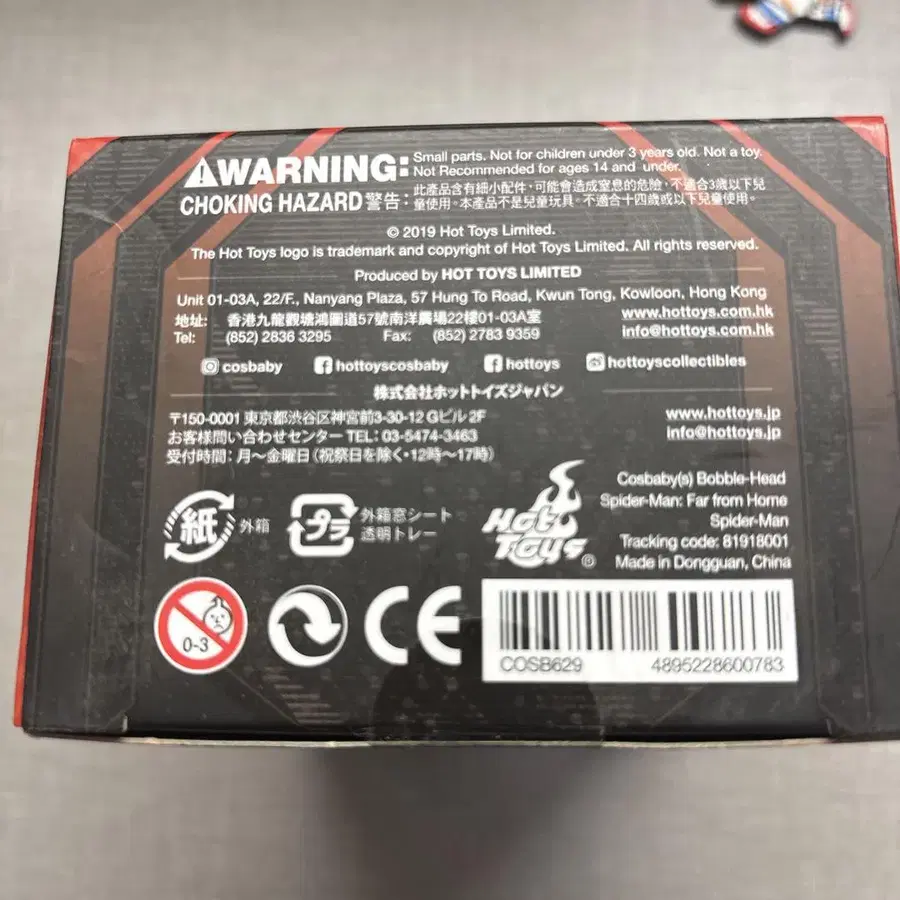 WARNING: Small parts. Not for children under 3 years old. Not a toy.
Not Recommended for ages 14 and under.
CHOKING HAZARD 警告: 此產品含有細小配件,可能會造成窒息的危險,不適合3歲以下兒
童使用。本產品不是兒童玩具。不適合十四歲或以下兒童使用。
© 2019 Hot Toys Limited.
The Hot Toys logo is trademark and copyright of Hot Toys Limited. All rights reserved.
Produced by HOT TOYS LIMITED
Unit 01-03A, 22/F., Nanyang Plaza, 57 Hung To Road, Kwun Tong, Kowloon, Hong Kong
地址: 香港九龍觀塘鴻圖道57號南洋廣場22樓01-03A室 www.hottoys.com.hk
Tel: (852) 2836 3295 Fax: (852) 2783 9359 info@hottoys.com.hk
cosbaby hottoyscosbaby hottoys hottoyscollectibles
株式会社ホットトイズジャパン
〒150-0001 東京都渋谷区神宮前3-30-12 Gビル2F www.hottoys.jp
お客様問い合わせセンター TEL: 03-5474-3463 info@hottoys.jp
受付時間:月〜金曜日(祝祭日を除く・12時〜17時)
紙 外箱
プラ 外箱窓シート
透明トレー
Hot
Toys ®
Cosbaby(s) Bobble-Head
Spider-Man: Far from Home
Spider-Man
Tracking code: 81918001
Made in Dongguan, China
0-3
CE
COSB629 4895228600783